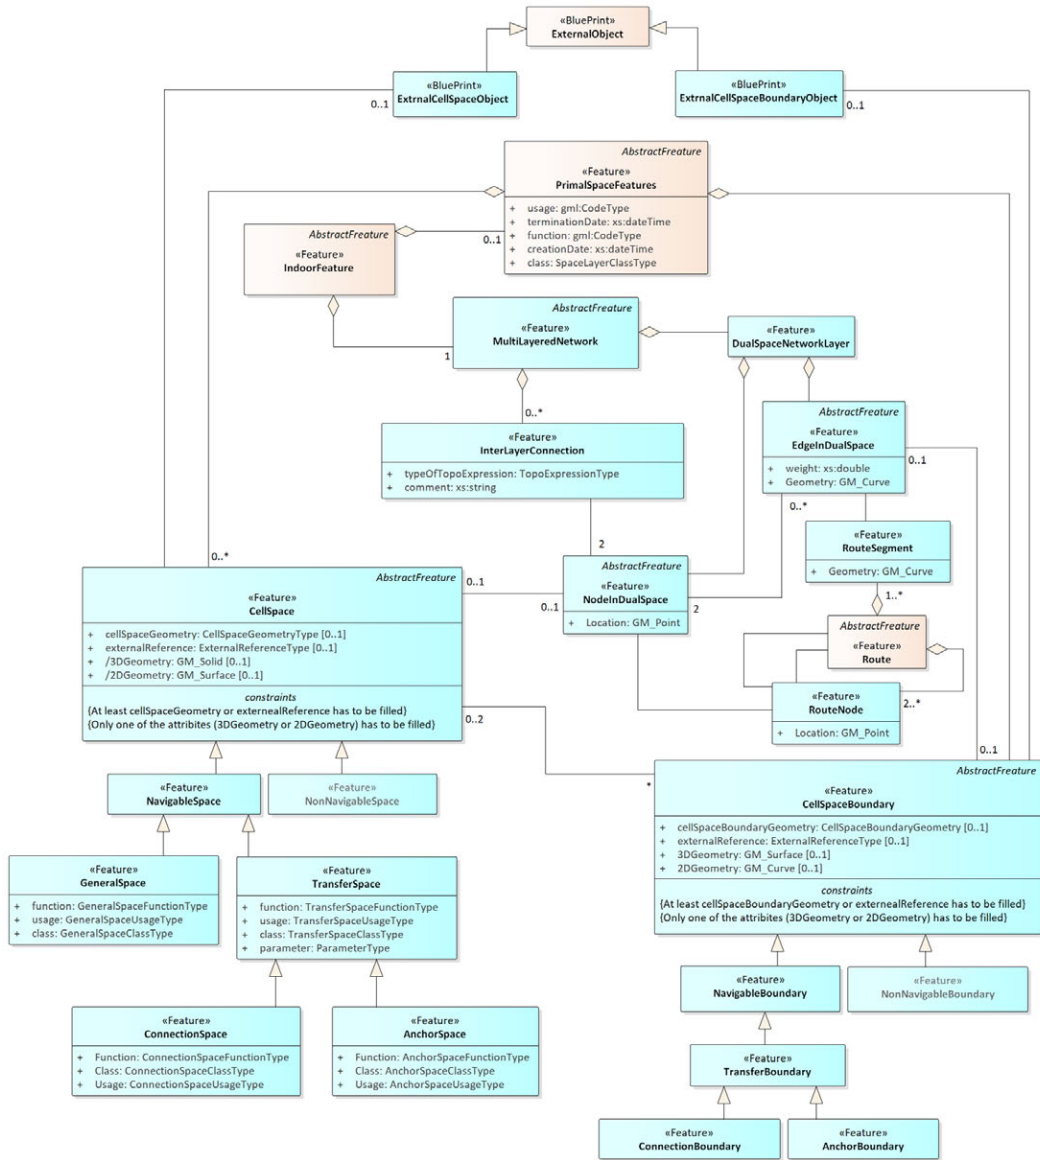 «BluePrint»
ExternalObject
«BluePrint»
ExtrnalCellSpaceObject
0..1
«BluePrint»
ExtrnalCellSpaceBoundaryObject
0..1
AbstractFreature
«Feature»
PrimalSpaceFeatures
+ usage: gml:CodeType
+ terminationDate: xs:dateTime
+ function: gml:CodeType
+ creationDate: xs:dateTime
+ class: SpaceLayerClassType
0..1
AbstractFreature
«Feature»
IndoorFeature
AbstractFreature
«Feature»
MultiLayeredNetwork
1
«Feature»
DualSpaceNetworkLayer
0..*
«Feature»
InterLayerConnection
+ typeOfTopoExpression: TopoExpressionType
+ comment: xs:string
AbstractFreature
«Feature»
EdgeInDualSpace
+ weight: xs:double
+ Geometry: GM_Curve
0..1
0..*
«Feature»
RouteSegment
+ Geometry: GM_Curve
2
0..*
0..1
0..1
AbstractFreature
«Feature»
NodeInDualSpace
+ Location: GM_Point
2
1..*
AbstractFreature
«Feature»
Route
«Feature»
RouteNode
+ Location: GM_Point
2..*
AbstractFreature
«Feature»
CellSpace
+ cellSpaceGeometry: CellSpaceGeometryType [0..1]
+ externalReference: ExternalReferenceType [0..1]
+ /3DGeometry: GM_Solid [0..1]
+ /2DGeometry: GM_Surface [0..1]
constraints
{At least cellSpaceGeometry or externealReference has to be filled}
{Only one of the attribites (3DGeometry or 2DGeometry) has to be filled}
0..2
*
0..1
«Feature»
NavigableSpace
«Feature»
NonNavigableSpace
AbstractFreature
«Feature»
CellSpaceBoundary
+ cellSpaceBoundaryGeometry: CellSpaceBoundaryGeometry [0..1]
+ externalReference: ExternalReferenceType [0..1]
+ 3DGeometry: GM_Surface [0..1]
+ 2DGeometry: GM_Curve [0..1]
constraints
{At least cellSpaceBoundaryGeometry or externealReference has to be filled}
{Only one of the attribites (3DGeometry or 2DGeometry) has to be filled}
«Feature»
GeneralSpace
+ function: GeneralSpaceFunctionType
+ usage: GeneralSpaceUsageType
+ class: GeneralSpaceClassType
«Feature»
TransferSpace
+ function: TransferSpaceFunctionType
+ usage: TransferSpaceUsageType
+ class: TransferSpaceClassType
+ parameter: ParameterType
«Feature»
NavigableBoundary
«Feature»
NonNavigableBoundary
«Feature»
ConnectionSpace
+ Function: ConnectionSpaceFunctionType
+ Class: ConnectionSpaceClassType
+ Usage: ConnectionSpaceUsageType
«Feature»
AnchorSpace
+ Function: AnchorSpaceFunctionType
+ Class: AnchorSpaceClassType
+ Usage: AnchorSpaceUsageType
«Feature»
TransferBoundary
«Feature»
ConnectionBoundary
«Feature»
AnchorBoundary